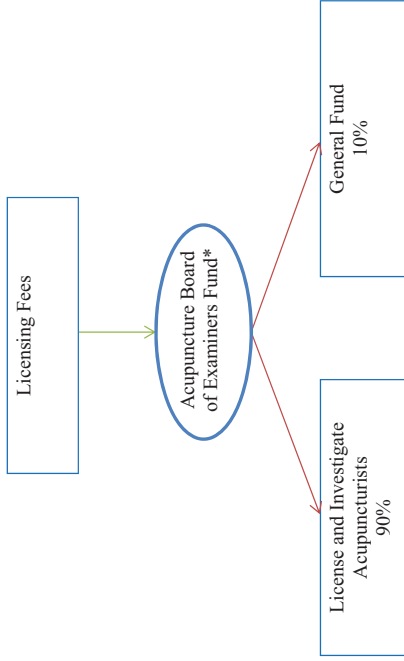 Licensing Fees
Acupuncture Board
of Examiners Fund*
License and Investigate
Acupuncturists
90%
General Fund
10%